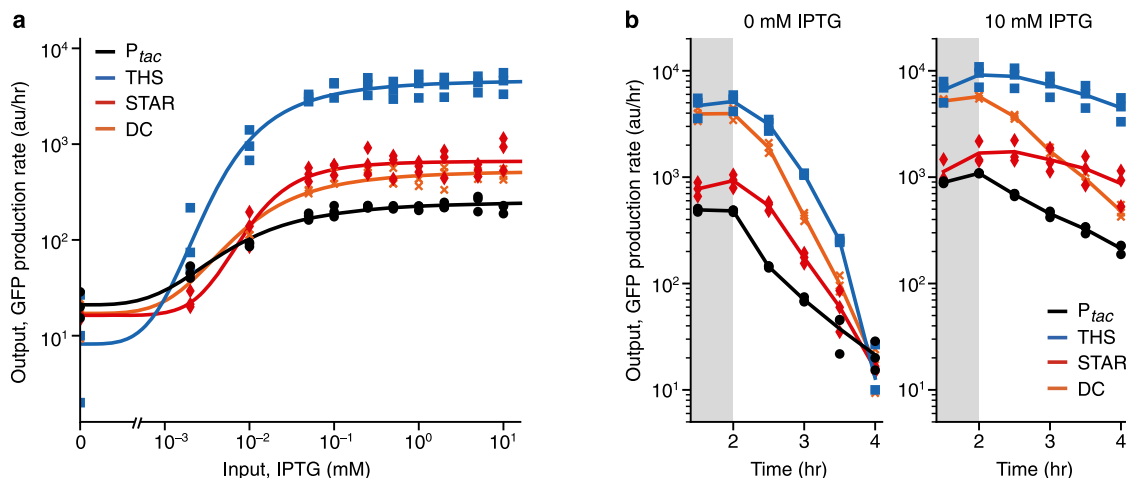 a
Output, GFP production rate (au/hr)
10⁴
10³
10²
10¹
P_tac
THS
STAR
DC
0
10⁻³
10⁻²
10⁻¹
10⁰
10¹
Input, IPTG (mM)
b
0 mM IPTG
10 mM IPTG
Output, GFP production rate (au/hr)
10⁴
10³
10²
10¹
2
3
4
Time (hr)
10⁴
10³
10²
10¹
P_tac
THS
STAR
DC
2
3
4
Time (hr)